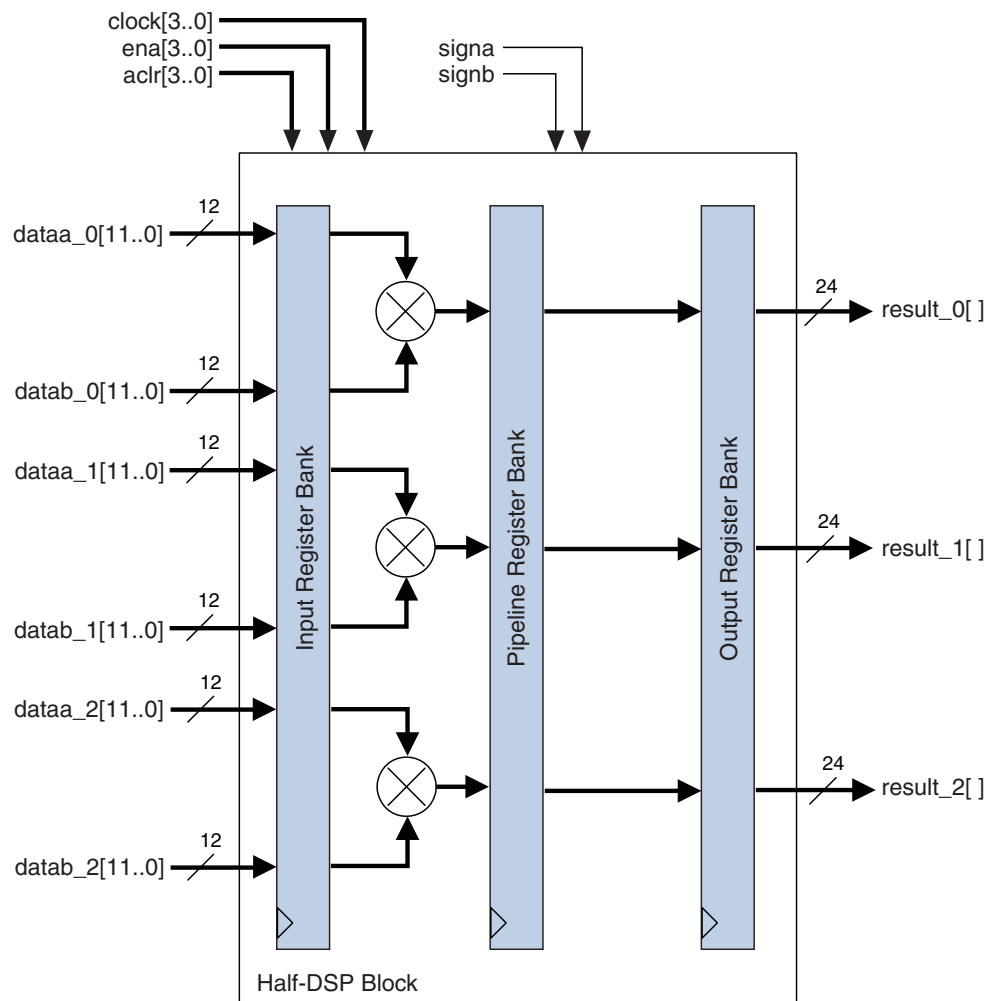 clock[3..0]
ena[3..0]
aclr[3..0]
signa
signb
12
dataa_0[11..0]
12
datab_0[11..0]
12
dataa_1[11..0]
12
datab_1[11..0]
12
dataa_2[11..0]
12
datab_2[11..0]
Input Register Bank
Pipeline Register Bank
Output Register Bank
24
result_0[ ]
24
result_1[ ]
24
result_2[ ]
Half-DSP Block